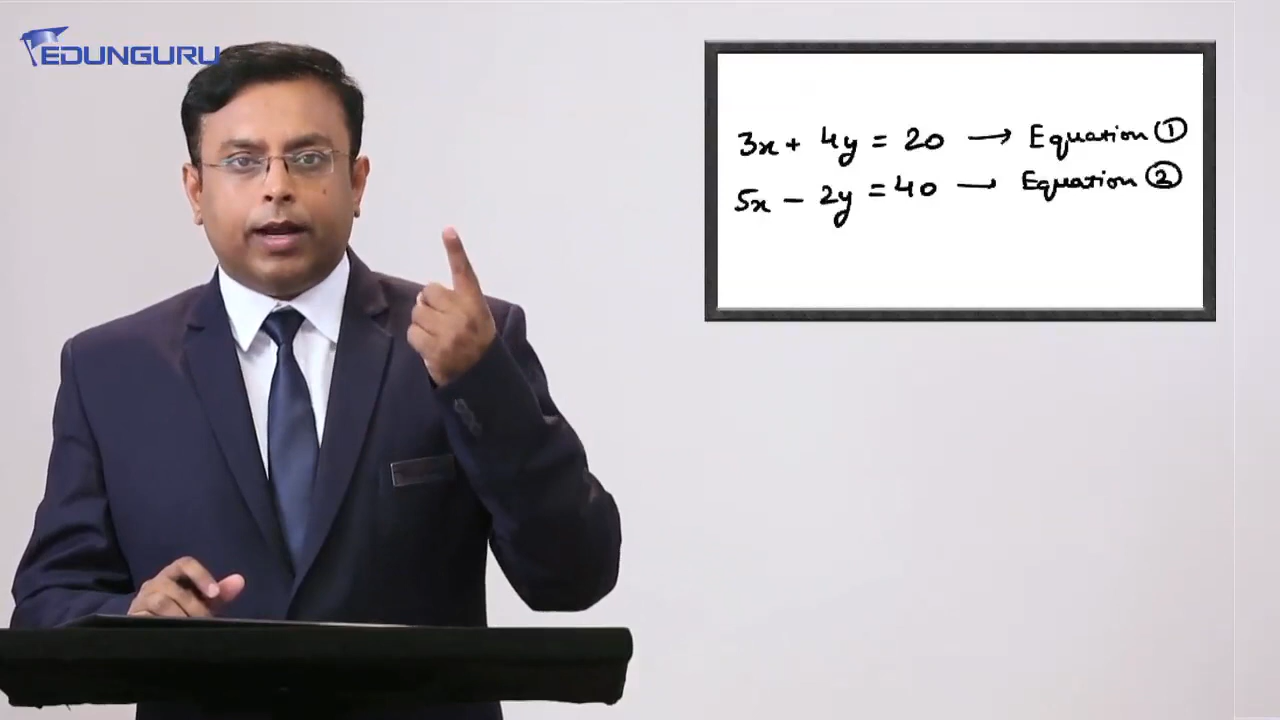 EDUNGURU
3x + 4y = 20 → Equation ①
5x - 2y = 40 → Equation ②